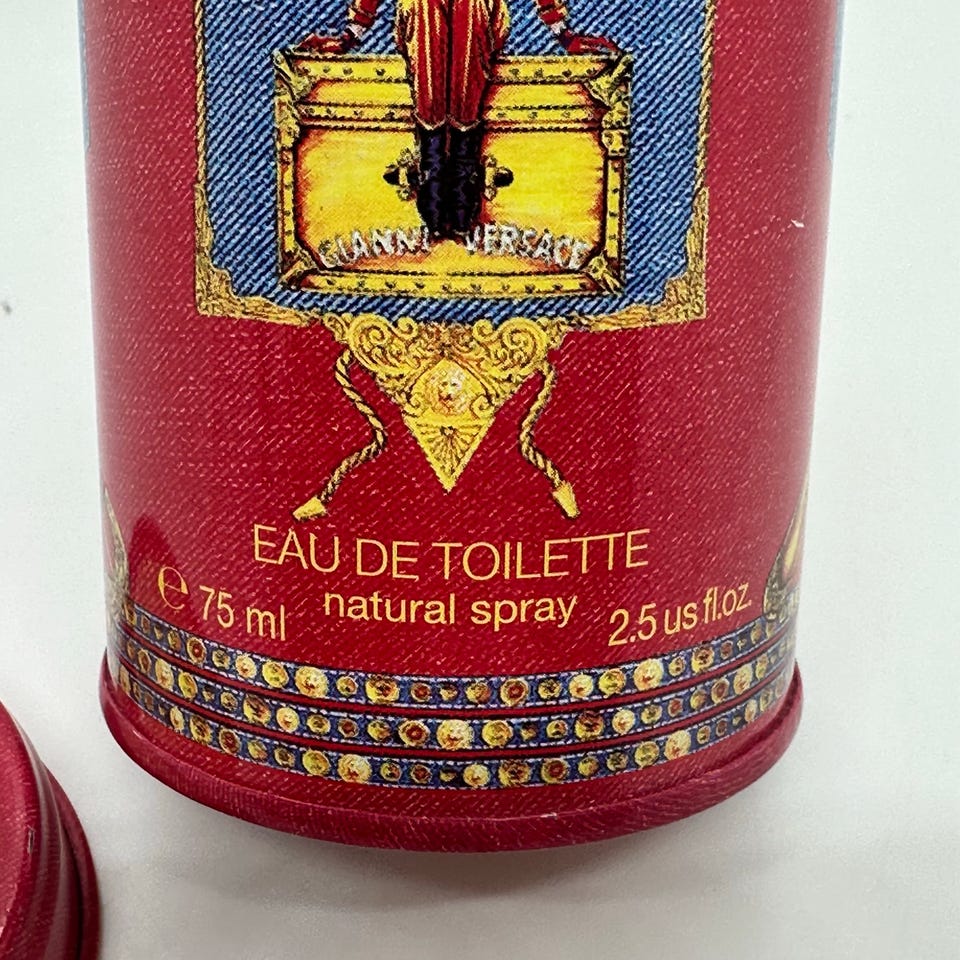 GIANNI VERSACE
EAU DE TOILETTE
e 75 ml natural spray 2.5 us fl.oz.